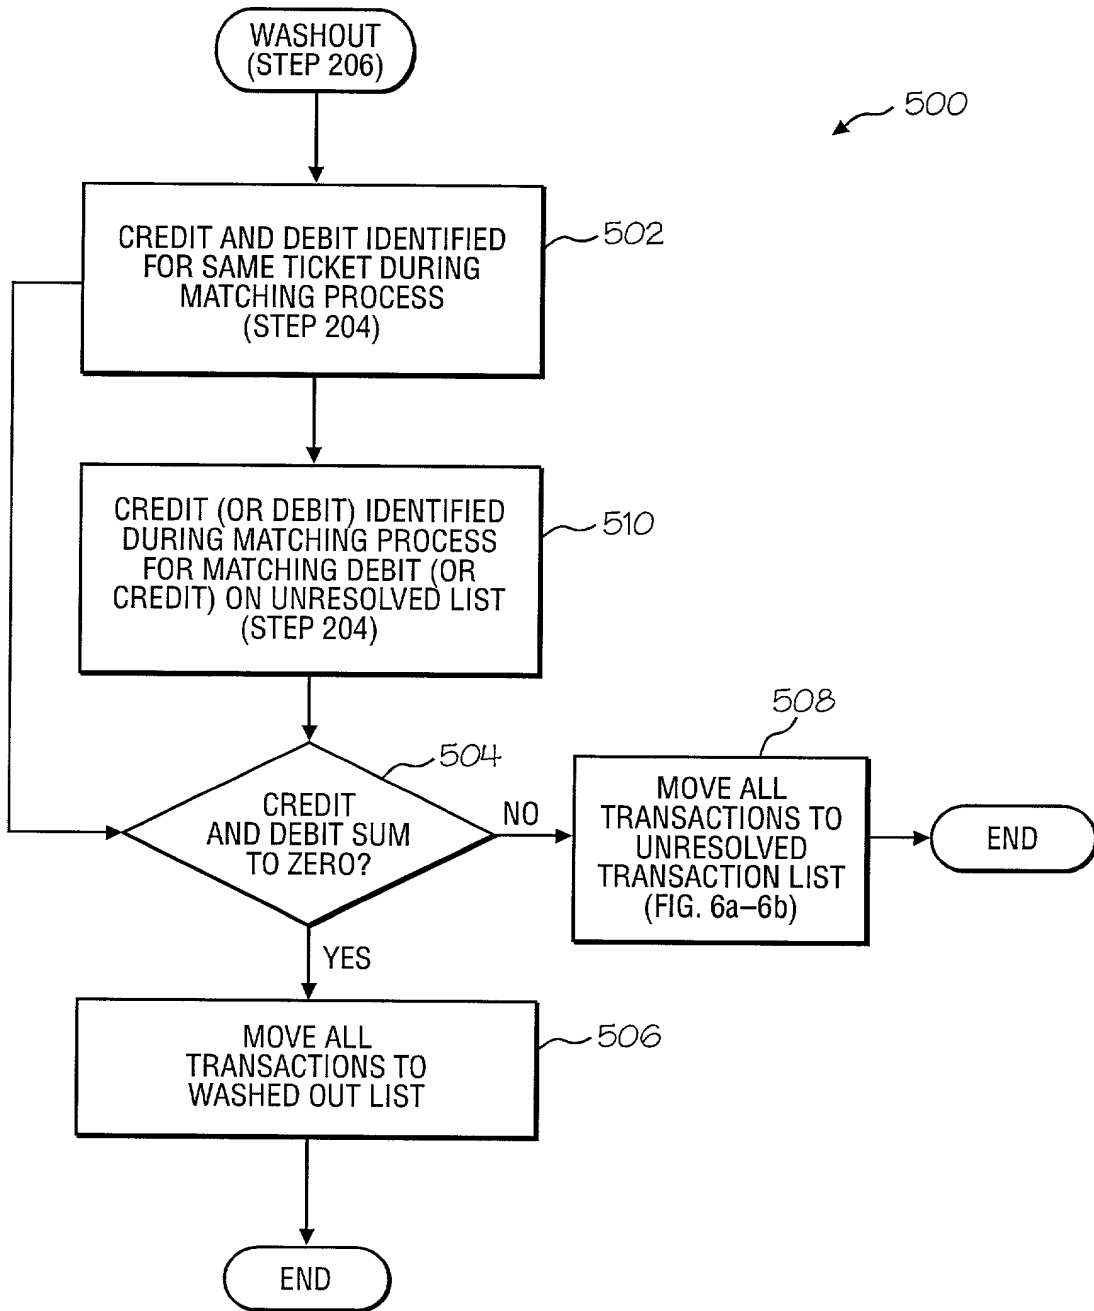 WASHOUT
(STEP 206)
500
CREDIT AND DEBIT IDENTIFIED
FOR SAME TICKET DURING
MATCHING PROCESS
(STEP 204)
502
CREDIT (OR DEBIT) IDENTIFIED
DURING MATCHING PROCESS
FOR MATCHING DEBIT (OR
CREDIT) ON UNRESOLVED LIST
(STEP 204)
510
504
CREDIT
AND DEBIT SUM
TO ZERO?
NO
508
MOVE ALL
TRANSACTIONS TO
UNRESOLVED
TRANSACTION LIST
(FIG. 6a–6b)
END
YES
MOVE ALL
TRANSACTIONS TO
WASHED OUT LIST
506
END